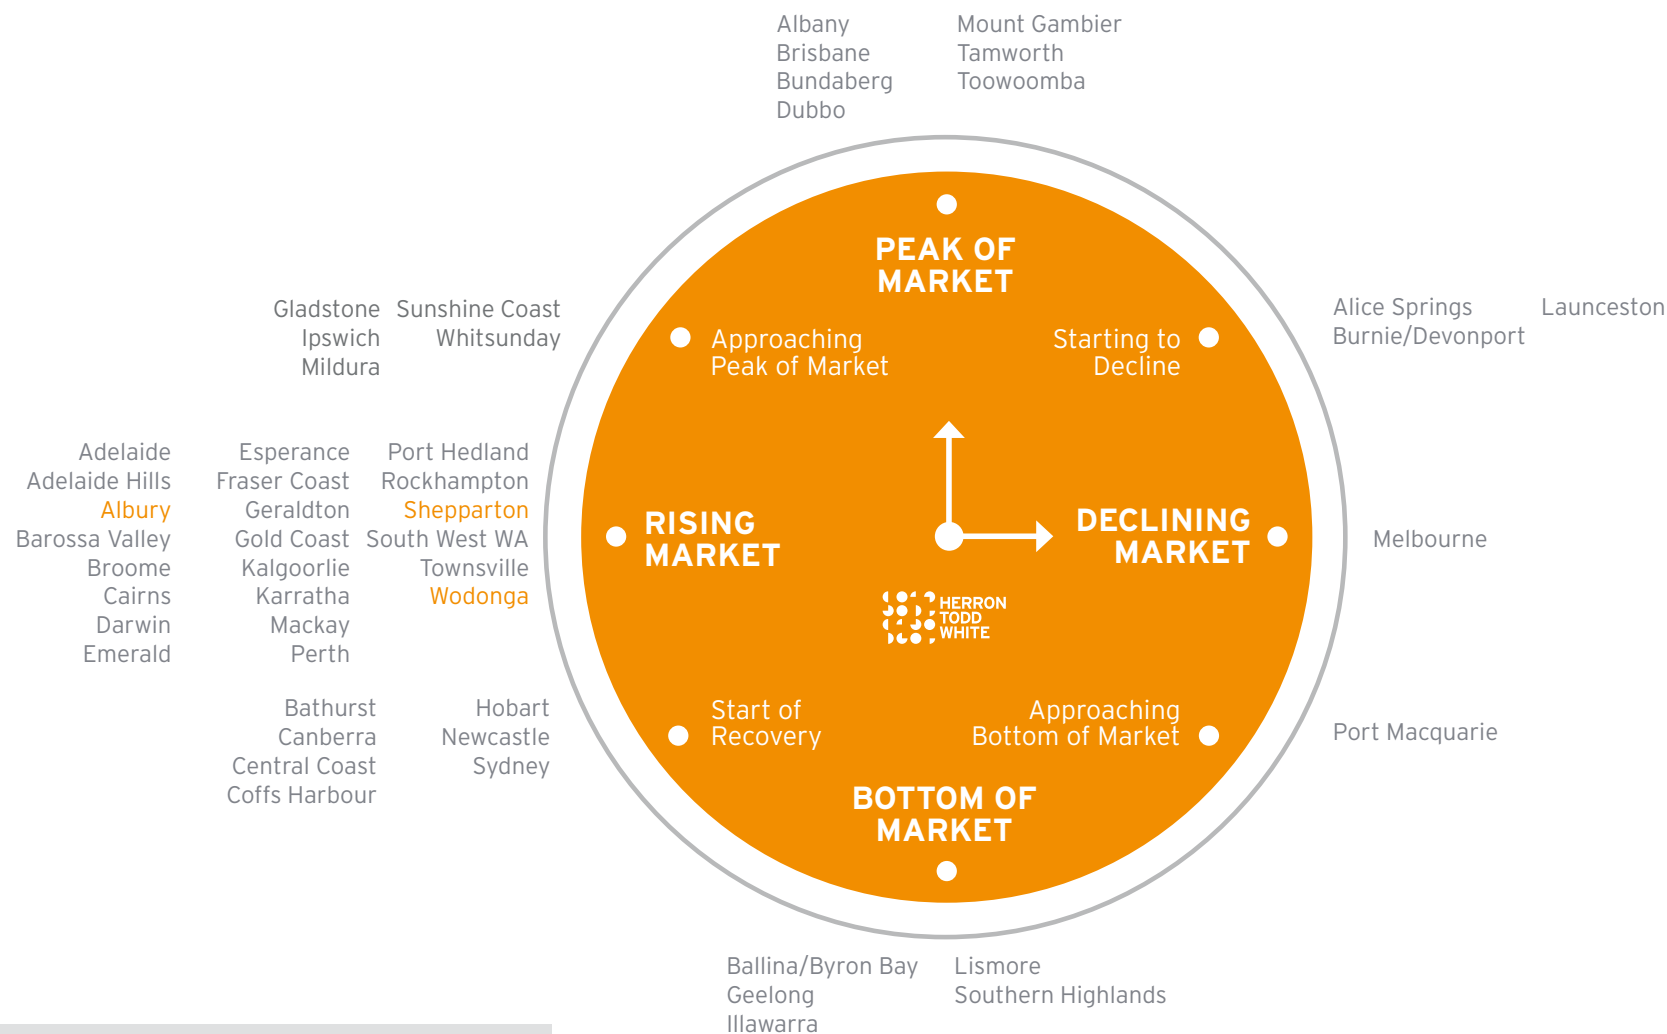 Albany
Brisbane
Bundaberg
Dubbo
Mount Gambier
Tamworth
Toowoomba
PEAK OF
MARKET
Gladstone
Ipswich
Mildura
Sunshine Coast
Whitsunday
Approaching
Peak of Market
Starting to
Decline
Alice Springs
Burnie/Devonport
Launceston
Adelaide
Adelaide Hills
Albury
Barossa Valley
Broome
Cairns
Darwin
Emerald
Esperance
Fraser Coast
Geraldton
Gold Coast
Kalgoorlie
Karratha
Mackay
Perth
Port Hedland
Rockhampton
Shepparton
South West WA
Townsville
Wodonga
RISING
MARKET
DECLINING
MARKET
Melbourne
HERRON
TODD
WHITE
Bathurst
Canberra
Central Coast
Coffs Harbour
Hobart
Newcastle
Sydney
Start of
Recovery
Approaching
Bottom of Market
Port Macquarie
BOTTOM OF
MARKET
Ballina/Byron Bay
Geelong
Illawarra
Lismore
Southern Highlands